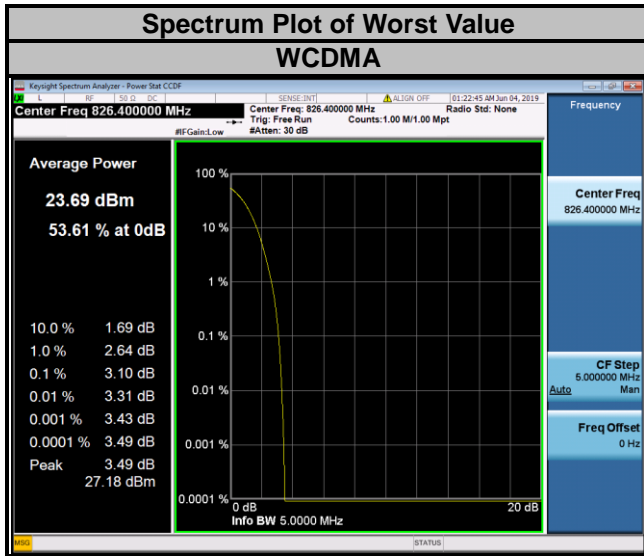 Spectrum Plot of Worst Value
WCDMA
Keysight Spectrum Analyzer - Power Stat CCDF
L RF 50 Ω DC SENSE:INT ALIGN OFF 01:22:45 AM Jun 04, 2019
Center Freq 826.400000 MHz
Center Freq: 826.400000 MHz Radio Std: None
Trig: Free Run Counts:1.00 M/1.00 Mpt
#IFGain:Low #Atten: 30 dB
Frequency
Average Power
23.69 dBm
53.61 % at 0dB
10.0 % 1.69 dB
1.0 % 2.64 dB
0.1 % 3.10 dB
0.01 % 3.31 dB
0.001 % 3.43 dB
0.0001 % 3.49 dB
Peak 3.49 dB
27.18 dBm
100 %
10 %
1 %
0.1 %
0.01 %
0.001 %
0.0001 %
0 dB 20 dB
Info BW 5.0000 MHz
Center Freq
826.400000 MHz
CF Step
5.000000 MHz
Auto Man
Freq Offset
0 Hz
MSG STATUS